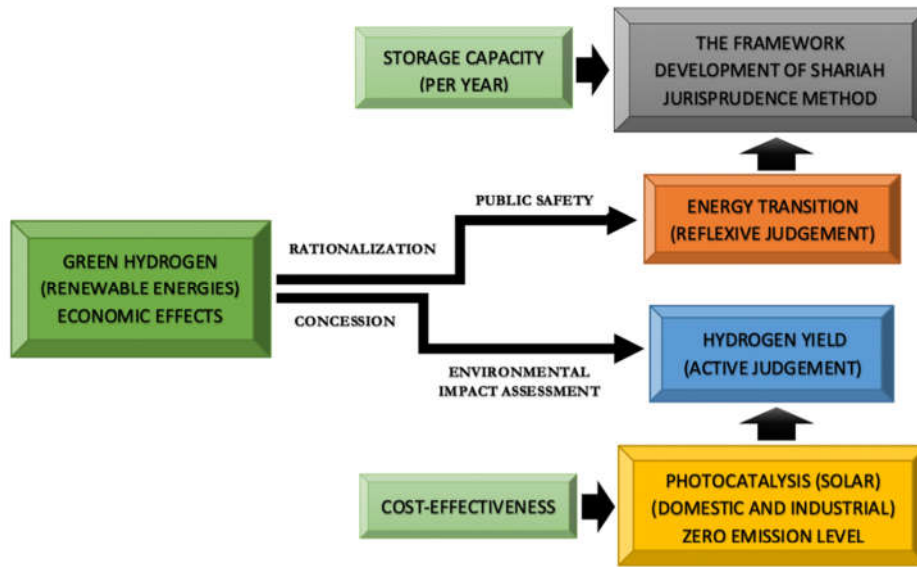 STORAGE CAPACITY
(PER YEAR)
THE FRAMEWORK
DEVELOPMENT OF SHARIAH
JURISPRUDENCE METHOD
PUBLIC SAFETY
ENERGY TRANSITION
(REFLEXIVE JUDGEMENT)
RATIONALIZATION
GREEN HYDROGEN
(RENEWABLE ENERGIES)
ECONOMIC EFFECTS
CONCESSION
HYDROGEN YIELD
(ACTIVE JUDGEMENT)
ENVIRONMENTAL
IMPACT ASSESSMENT
COST-EFFECTIVENESS
PHOTOCATALYSIS (SOLAR)
(DOMESTIC AND INDUSTRIAL)
ZERO EMISSION LEVEL